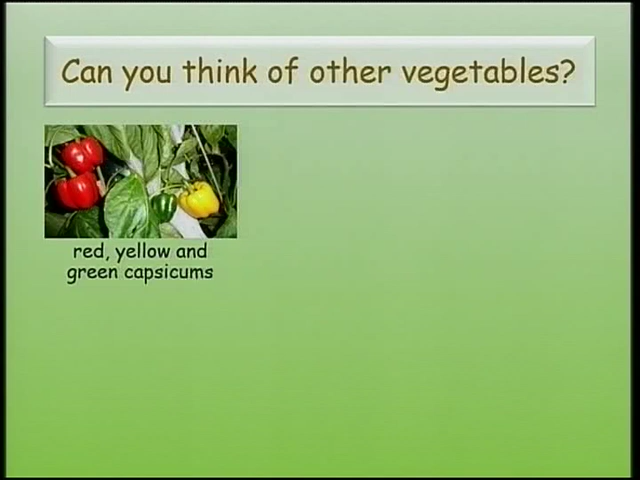 Can you think of other vegetables?
red, yellow and
green capsicums